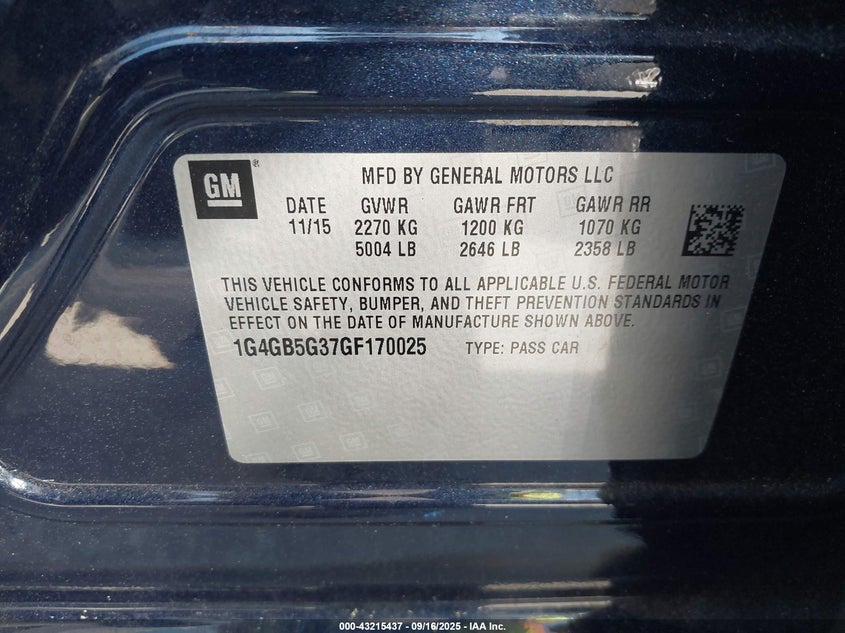 GM ®
MFD BY GENERAL MOTORS LLC
DATE GVWR GAWR FRT GAWR RR
11/15 2270 KG 1200 KG 1070 KG
5004 LB 2646 LB 2358 LB
THIS VEHICLE CONFORMS TO ALL APPLICABLE U.S. FEDERAL MOTOR
VEHICLE SAFETY, BUMPER, AND THEFT PREVENTION STANDARDS IN
EFFECT ON THE DATE OF MANUFACTURE SHOWN ABOVE.
1G4GB5G37GF170025 TYPE: PASS CAR
000-43215437 - 09/16/2025 - IAA Inc.